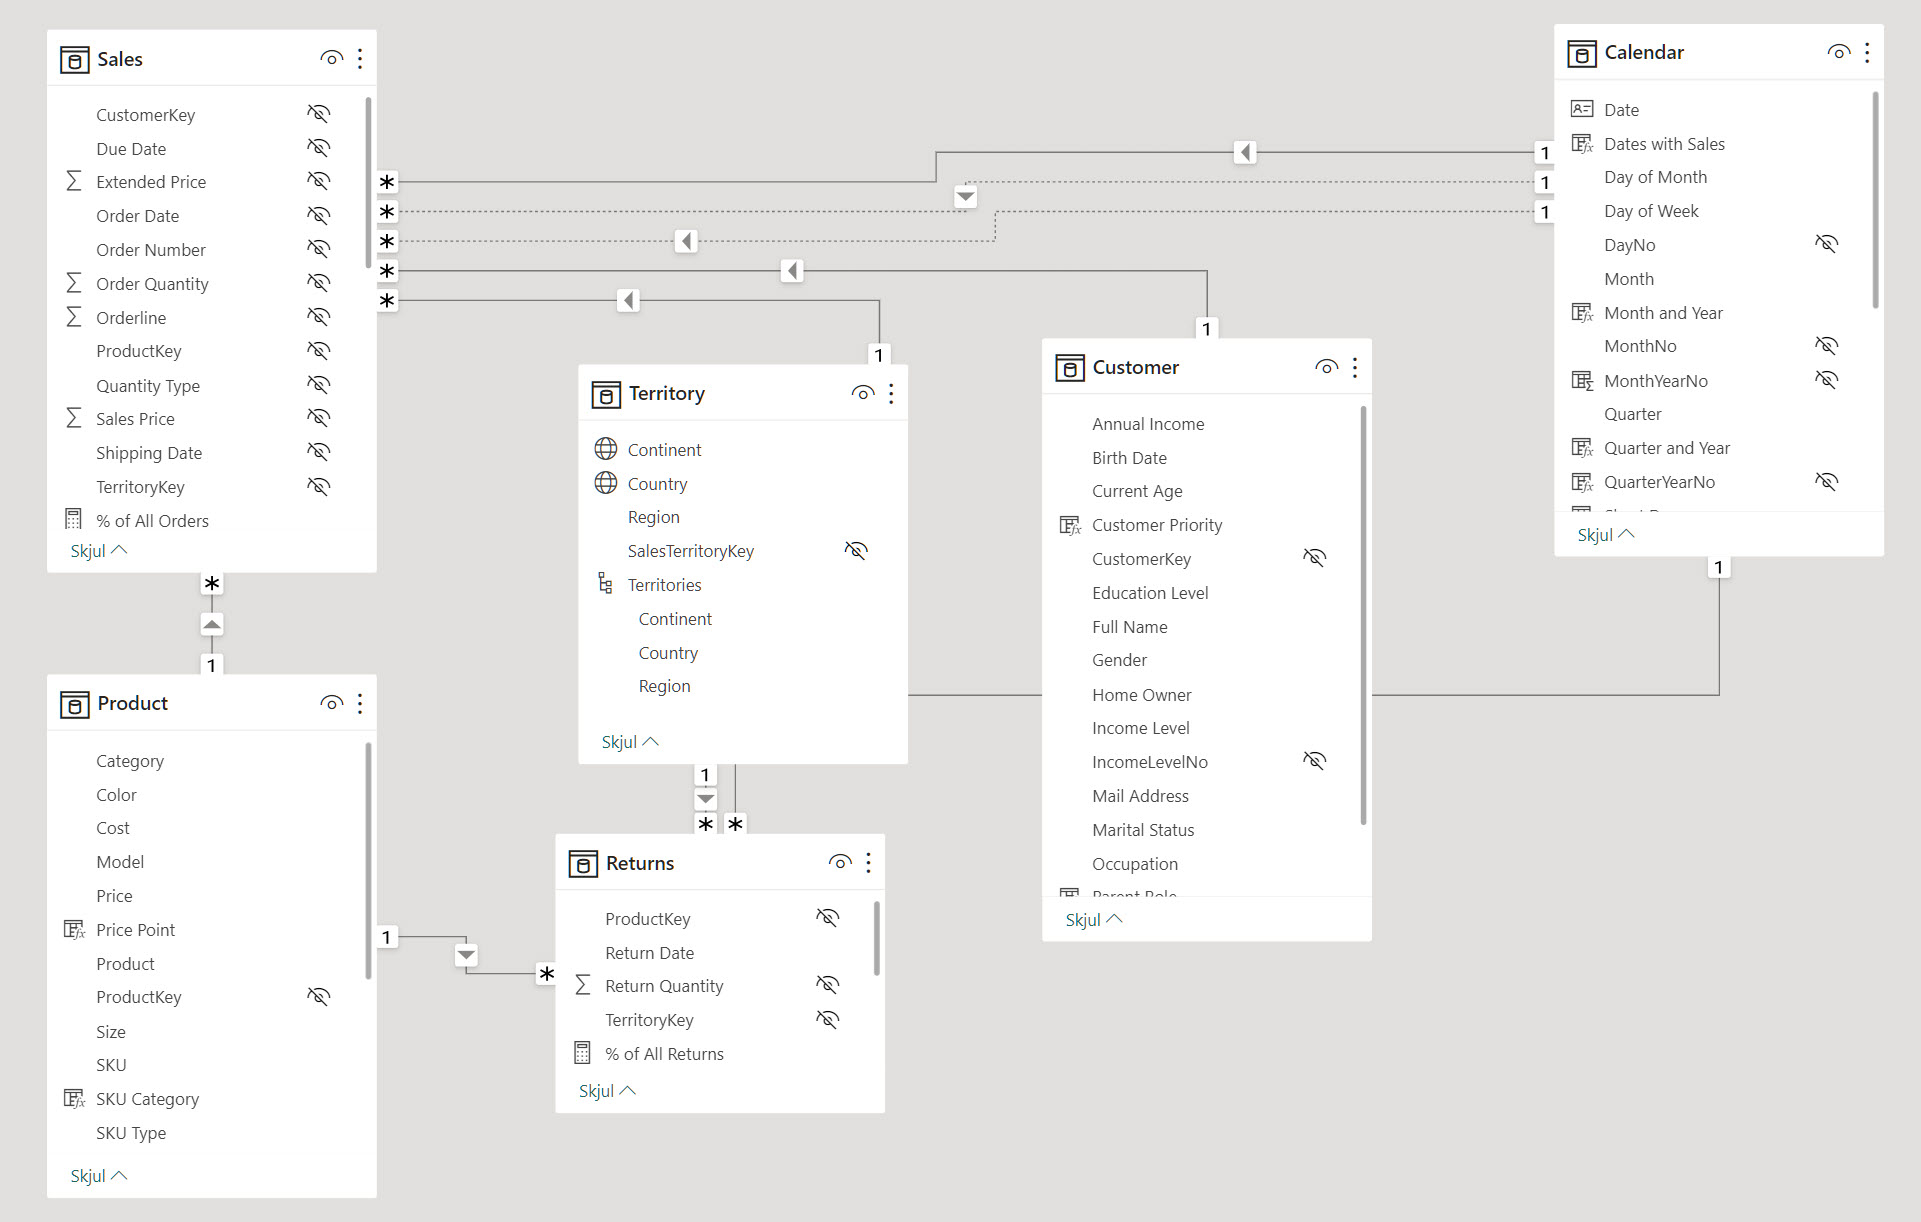 Sales
CustomerKey
Due Date
Extended Price
Order Date
Order Number
Order Quantity
Orderline
ProductKey
Quantity Type
Sales Price
Shipping Date
TerritoryKey
% of All Orders
Skjul
*
*
*
*
*
*
1
Product
Category
Color
Cost
Model
Price
Price Point
Product
ProductKey
Size
SKU
SKU Category
SKU Type
Skjul
1
*
1
Territory
Continent
Country
Region
SalesTerritoryKey
Territories
Continent
Country
Region
Skjul
1
* *
Returns
ProductKey
Return Date
Return Quantity
TerritoryKey
% of All Returns
Skjul
1
Customer
Annual Income
Birth Date
Current Age
Customer Priority
CustomerKey
Education Level
Full Name
Gender
Home Owner
Income Level
IncomeLevelNo
Mail Address
Marital Status
Occupation
Parent Role
Skjul
1
1
1
Calendar
Date
Dates with Sales
Day of Month
Day of Week
DayNo
Month
Month and Year
MonthNo
MonthYearNo
Quarter
Quarter and Year
QuarterYearNo
Skjul
1